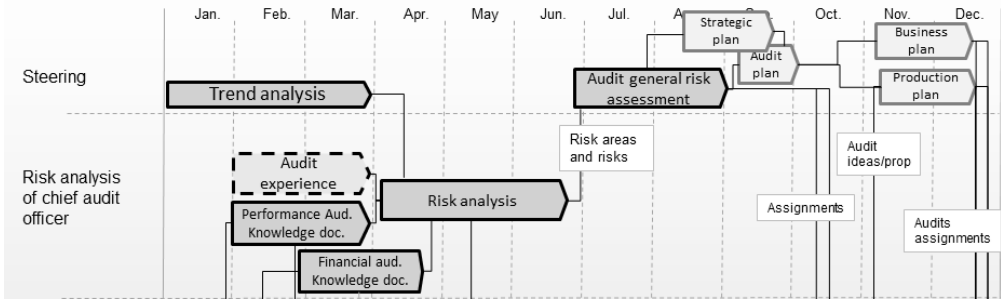 Jan.
Feb.
Mar.
Apr.
May
Jun.
Jul.
Oct.
Nov.
Dec.
Strategic
plan
Business
plan
Audit
plan
Steering
Trend analysis
Audit general risk
assessment
Production
plan
Risk areas
and risks
Audit
ideas/prop
Risk analysis
of chief audit
officer
Audit
experience
Risk analysis
Assignments
Performance Aud.
Knowledge doc.
Audits
assignments
Financial aud.
Knowledge doc.